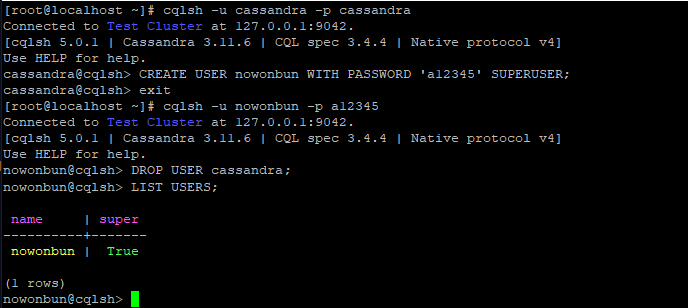 [root@localhost ~]# cqlsh -u cassandra -p cassandra
Connected to Test Cluster at 127.0.0.1:9042.
[cqlsh 5.0.1 | Cassandra 3.11.6 | CQL spec 3.4.4 | Native protocol v4]
Use HELP for help.
cassandra@cqlsh> CREATE USER nowonbun WITH PASSWORD 'a12345' SUPERUSER;
cassandra@cqlsh> exit
[root@localhost ~]# cqlsh -u nowonbun -p a12345
Connected to Test Cluster at 127.0.0.1:9042.
[cqlsh 5.0.1 | Cassandra 3.11.6 | CQL spec 3.4.4 | Native protocol v4]
Use HELP for help.
nowonbun@cqlsh> DROP USER cassandra;
nowonbun@cqlsh> LIST USERS;
 name     | super
----------+-------
 nowonbun |  True
(1 rows)
nowonbun@cqlsh>